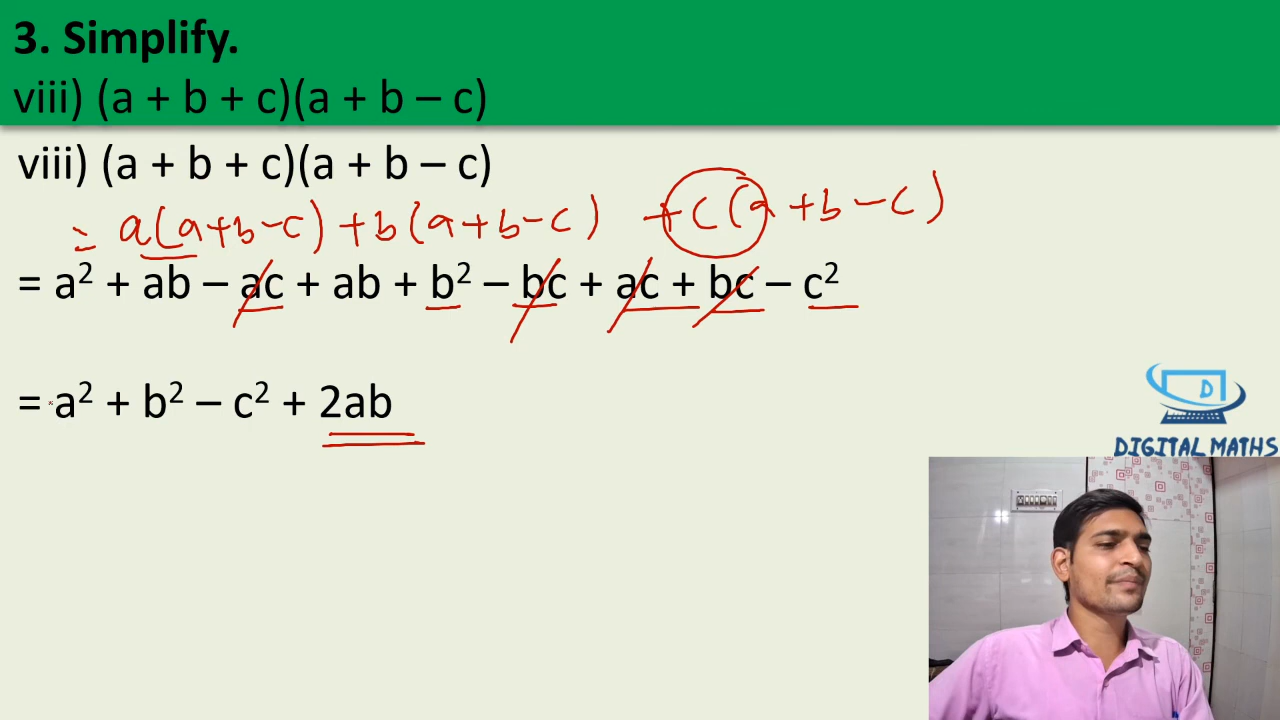 3. Simplify.
viii) (a + b + c)(a + b – c)
viii) (a + b + c)(a + b – c)
= a(a+b-c) + b(a+b-c) + c(a+b-c)
= a² + ab – ac + ab + b² – bc + ac + bc – c²
= a² + b² – c² + 2ab
D
DIGITAL MATHS